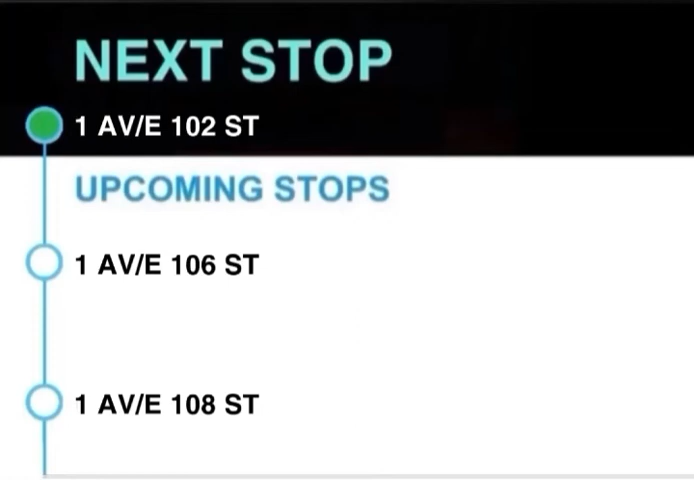 NEXT STOP
1 AV/E 102 ST
UPCOMING STOPS
1 AV/E 106 ST
1 AV/E 108 ST